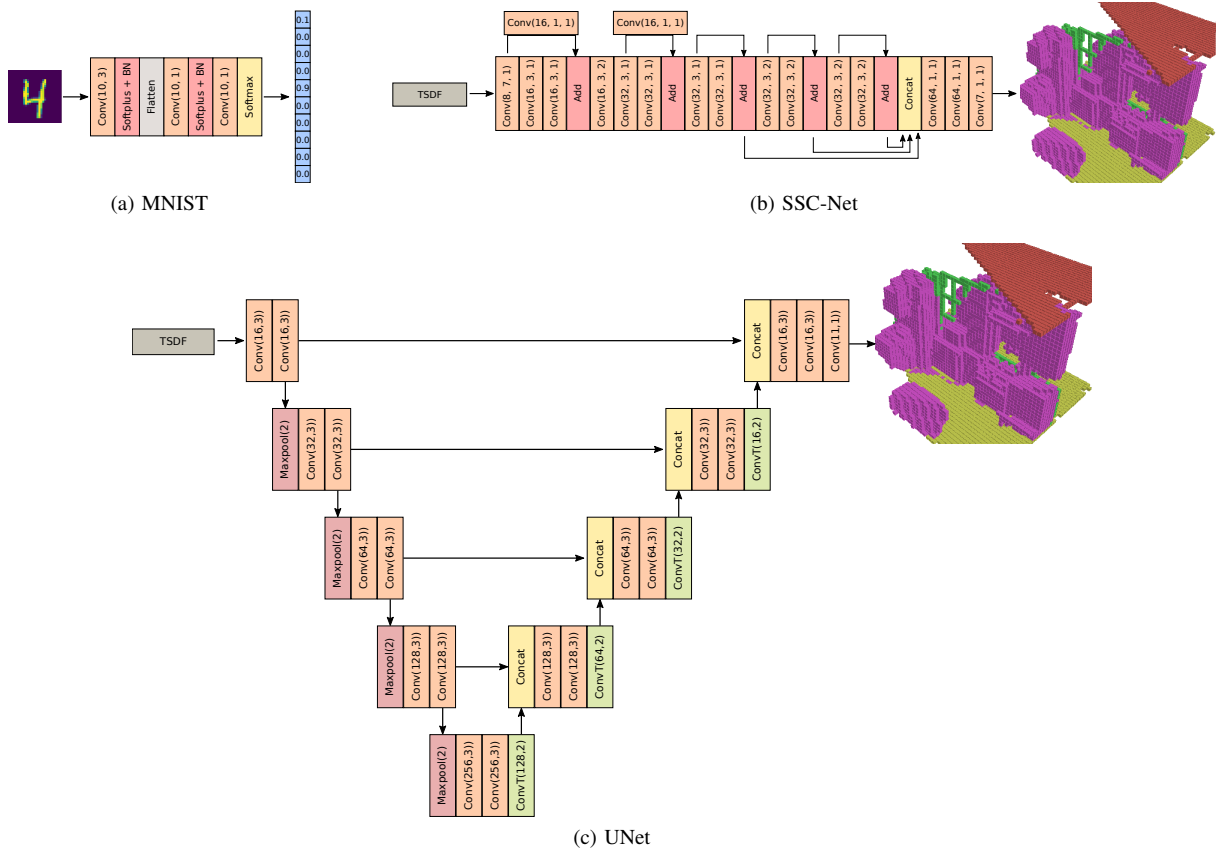 Conv(10, 3)
Softplus + BN
Flatten
Conv(10, 1)
Softplus + BN
Conv(10, 1)
Softmax
0.1
0.0
0.0
0.0
0.9
0.0
0.0
0.0
0.0
0.0
(a) MNIST
Conv(16, 1, 1)
Conv(16, 1, 1)
TSDF
Conv(8, 7, 1)
Conv(16, 3, 1)
Conv(16, 3, 1)
Add
Conv(16, 3, 2)
Conv(32, 3, 1)
Conv(32, 3, 1)
Add
Conv(32, 3, 1)
Conv(32, 3, 1)
Add
Conv(32, 3, 2)
Conv(32, 3, 2)
Add
Conv(32, 3, 2)
Conv(32, 3, 2)
Add
Concat
Conv(64, 1, 1)
Conv(64, 1, 1)
Conv(7, 1, 1)
(b) SSC-Net
TSDF
Conv(16,3))
Conv(16,3))
Concat
Conv(16,3))
Conv(16,3))
Conv(11,1))
Maxpool(2)
Conv(32,3))
Conv(32,3))
Concat
Conv(32,3))
Conv(32,3))
ConvT(16,2)
Maxpool(2)
Conv(64,3))
Conv(64,3))
Concat
Conv(64,3))
Conv(64,3))
ConvT(32,2)
Maxpool(2)
Conv(128,3))
Conv(128,3))
Concat
Conv(128,3))
Conv(128,3))
ConvT(64,2)
Maxpool(2)
Conv(256,3))
Conv(256,3))
ConvT(128,2)
(c) UNet